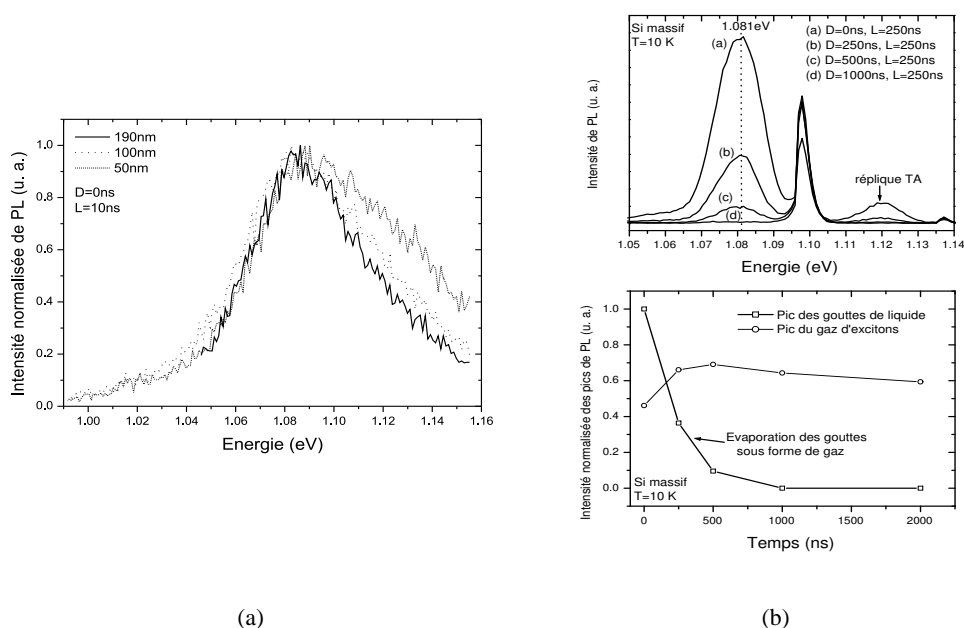 Intensité normalisée de PL (u. a.)
1,0
0,8
0,6
0,4
0,2
0,0
190nm
100nm
50nm
D=0ns
L=10ns
1.00 1.02 1.04 1.06 1.08 1.10 1.12 1.14 1.16
Energie (eV)
(a)
Intensité de PL (u. a.)
Si massif
T=10 K
1.081eV
(a) D=0ns, L=250ns
(b) D=250ns, L=250ns
(c) D=500ns, L=250ns
(d) D=1000ns, L=250ns
(a)
(b)
(c)
(d)
réplique TA
1.05 1.06 1.07 1.08 1.09 1.10 1.11 1.12 1.13 1.14
Energie (eV)
Intensité normalisée des pics de PL (u. a.)
1.0
0.8
0.6
0.4
0.2
0.0
Pic des gouttes de liquide
Pic du gaz d'excitons
Evaporation des gouttes
sous forme de gaz
Si massif
T=10 K
0 500 1000 1500 2000
Temps (ns)
(b)